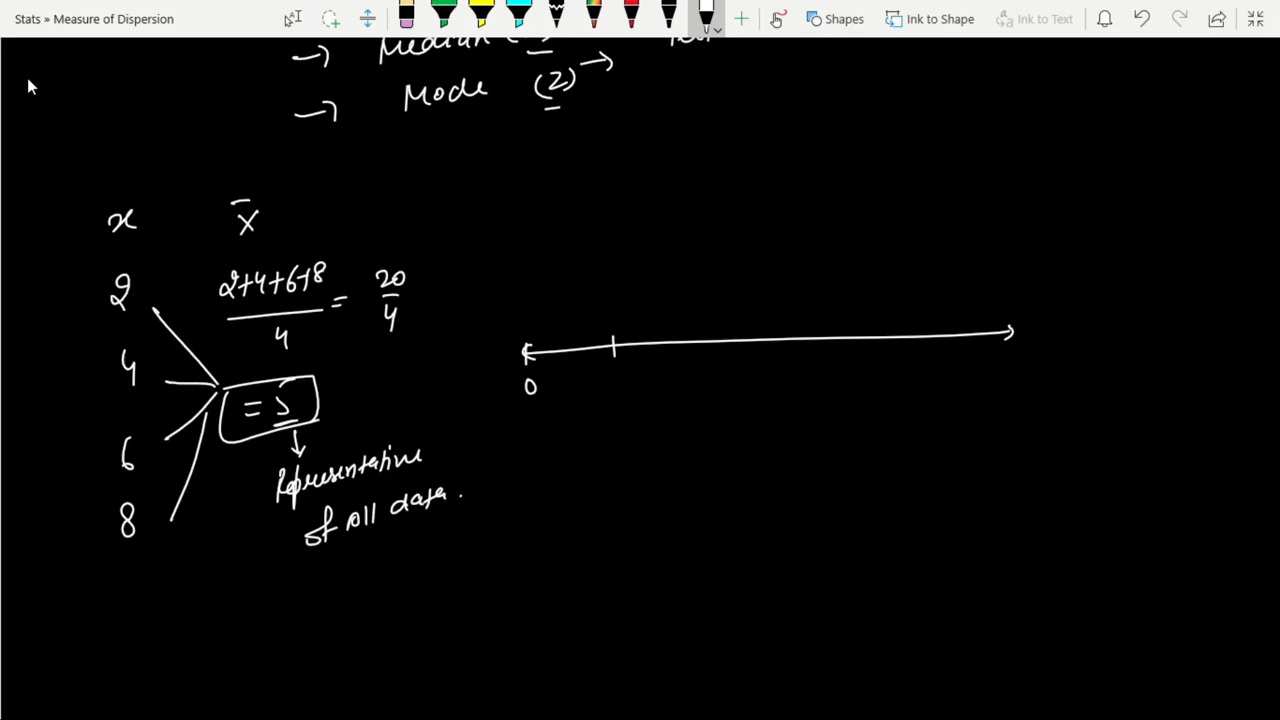 Stats » Measure of Dispersion
Shapes
Ink to Shape
Ink to Text
→ Median
→ Mode (2) →
x
X̄
2
2+4+6+8 / 4 = 20 / 4
4
= 5
0
6
Representative
8
of all data.